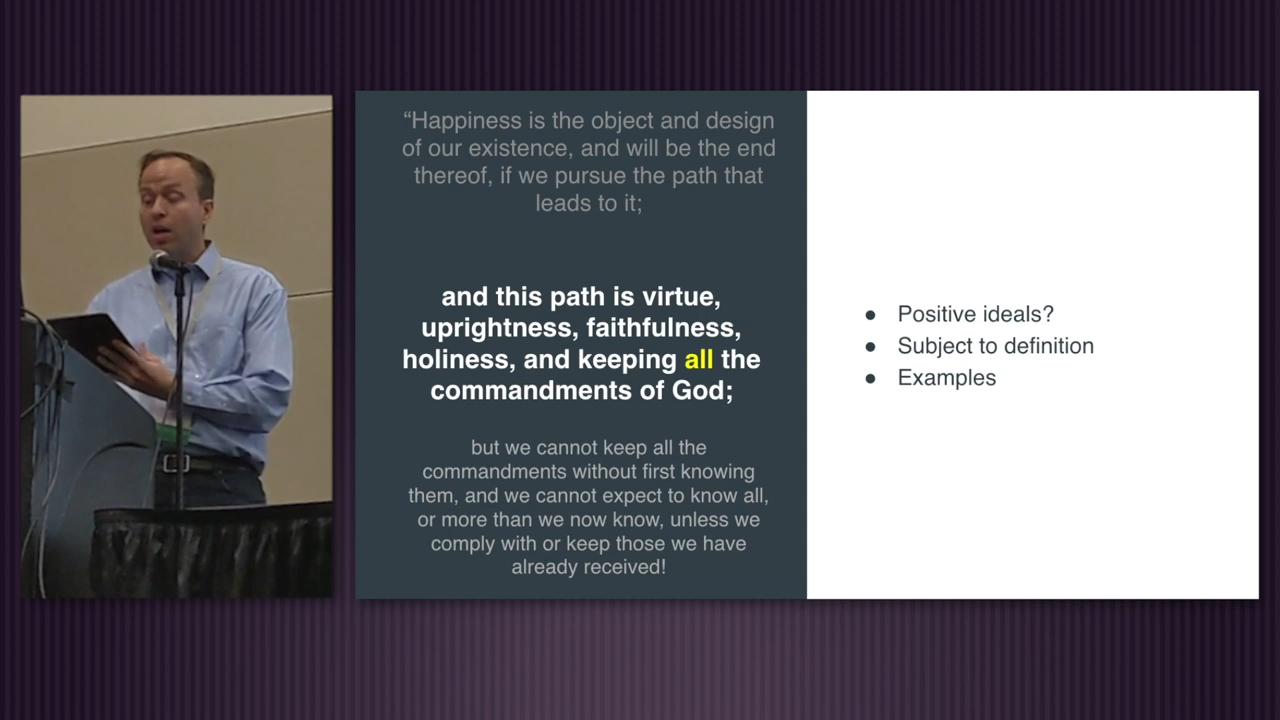 “Happiness is the object and design
of our existence, and will be the end
thereof, if we pursue the path that
leads to it;
and this path is virtue,
uprightness, faithfulness,
holiness, and keeping all the
commandments of God;
but we cannot keep all the
commandments without first knowing
them, and we cannot expect to know all,
or more than we now know, unless we
comply with or keep those we have
already received!
● Positive ideals?
● Subject to definition
● Examples